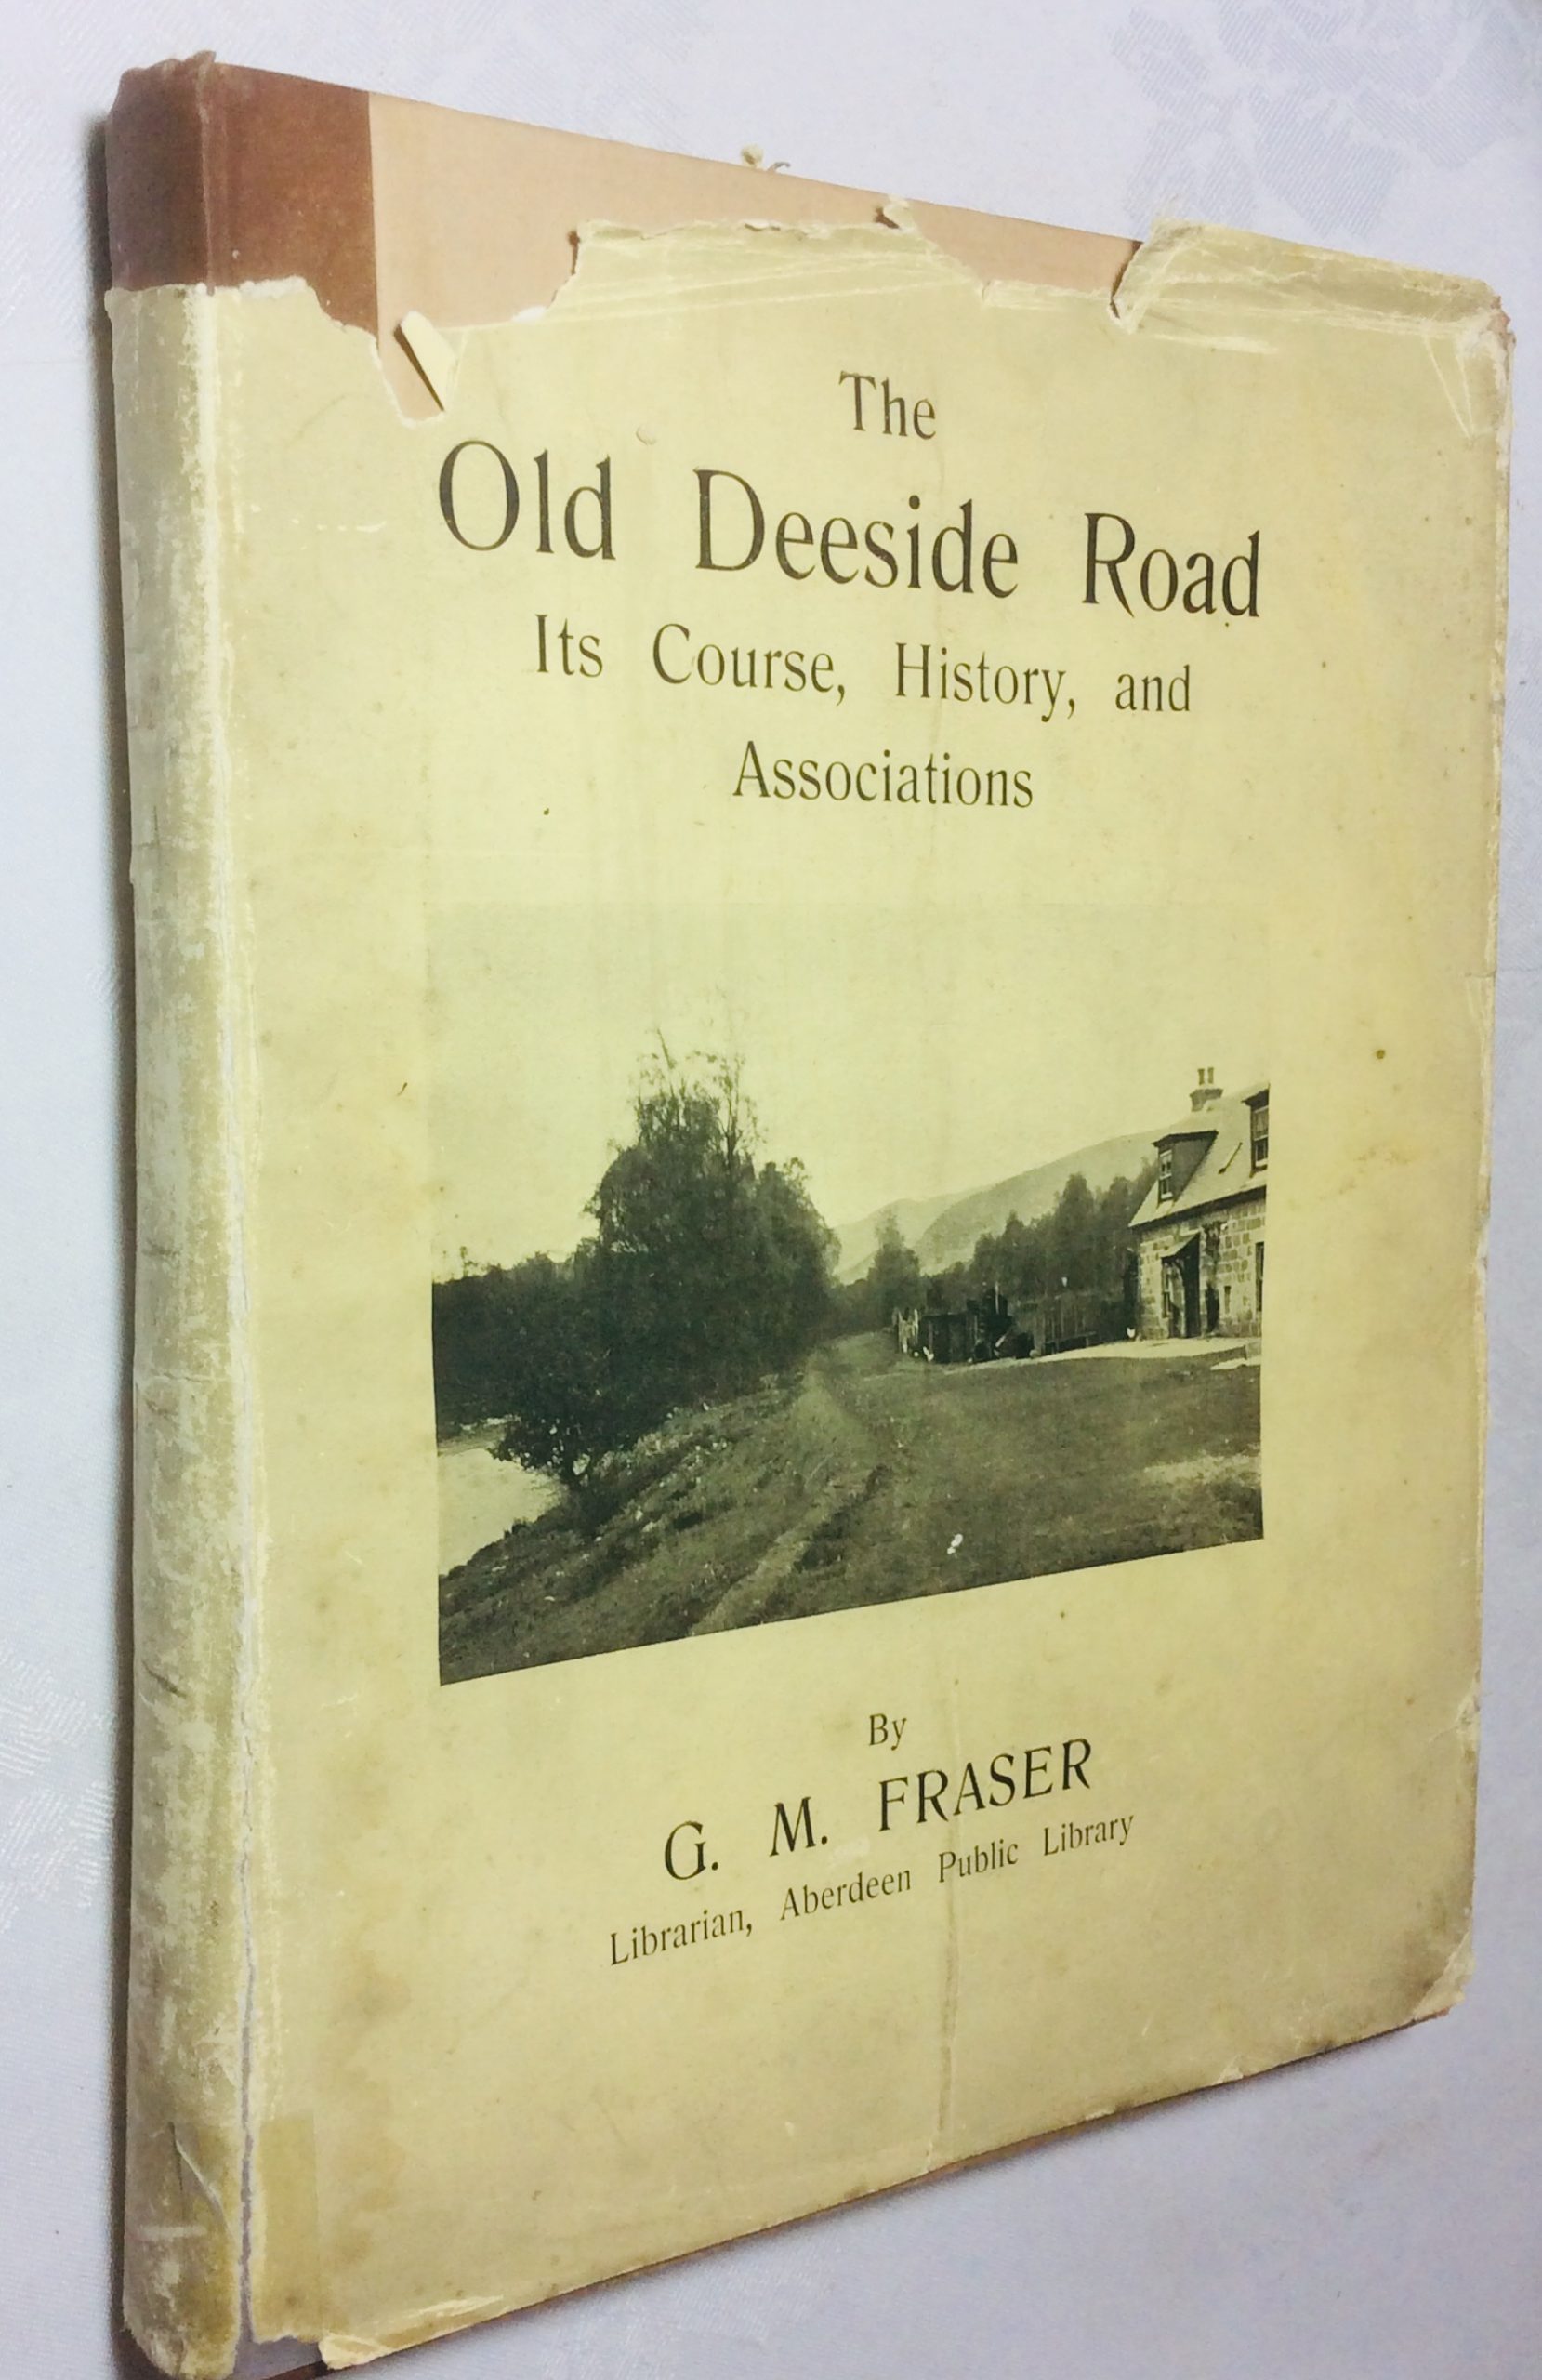 The
Old Deeside Road
Its Course, History, and
Associations
By
G. M. FRASER
Librarian, Aberdeen Public Library